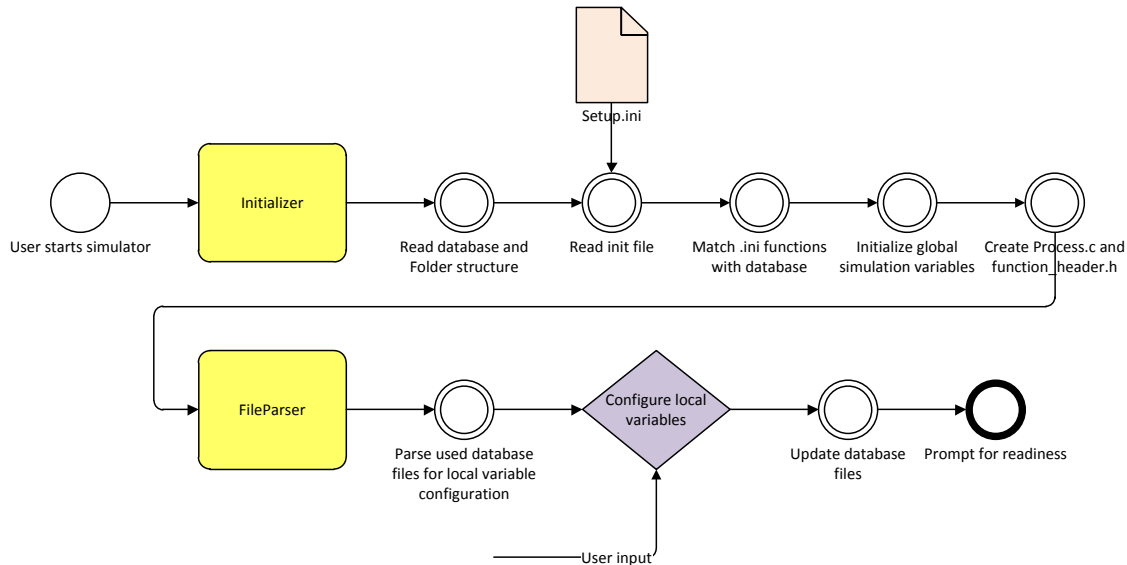 Setup.ini
Initializer
User starts simulator
Read database and
Folder structure
Read init file
Match .ini functions
with database
Initialize global
simulation variables
Create Process.c and
function_header.h
FileParser
Parse used database
files for local variable
configuration
Configure local
variables
Update database
files
Prompt for readiness
User input